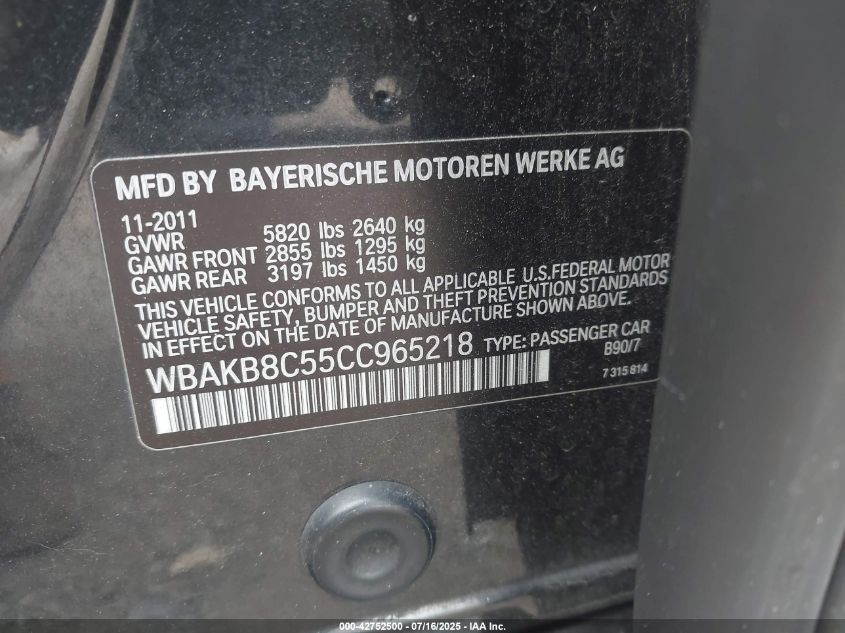 MFD BY BAYERISCHE MOTOREN WERKE AG
11-2011
GVWR 5820 lbs 2640 kg
GAWR FRONT 2855 lbs 1295 kg
GAWR REAR 3197 lbs 1450 kg
THIS VEHICLE CONFORMS TO ALL APPLICABLE U.S.FEDERAL MOTOR
VEHICLE SAFETY, BUMPER AND THEFT PREVENTION STANDARDS
IN EFFECT ON THE DATE OF MANUFACTURE SHOWN ABOVE.
WBAKB8C55CC965218 TYPE: PASSENGER CAR
B90/7
7 315 814
000-42752500 - 07/16/2025 - IAA Inc.